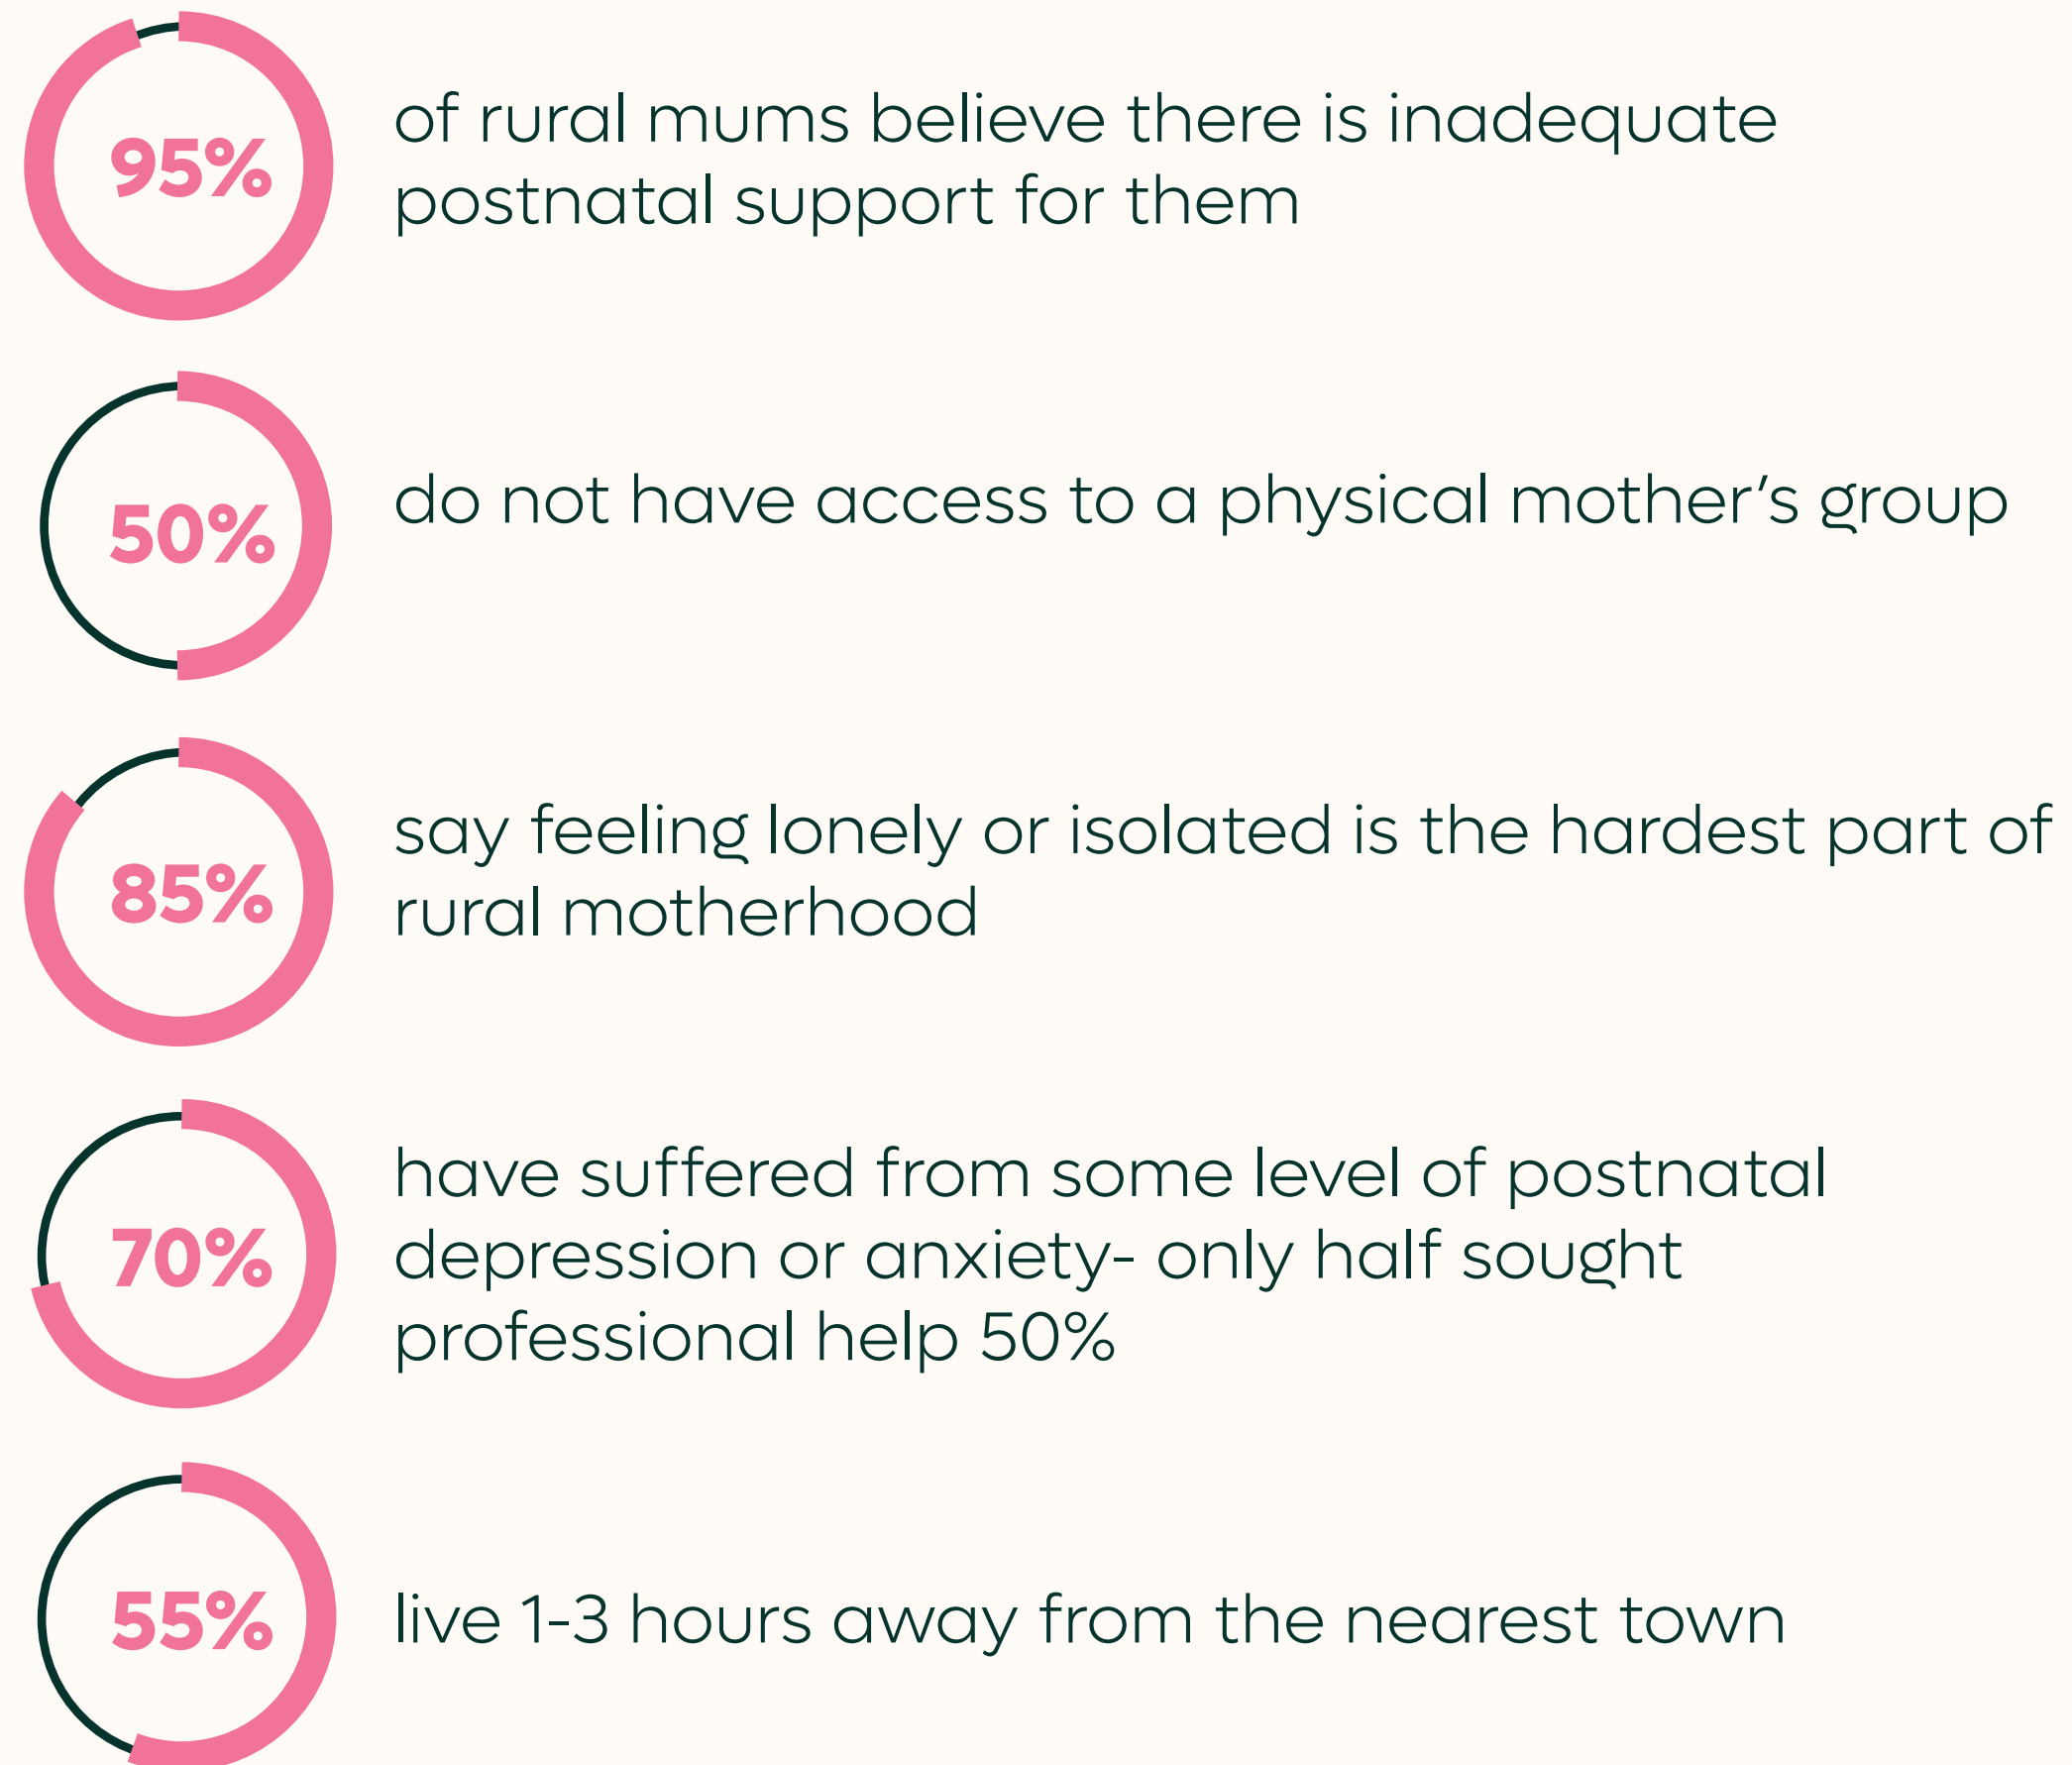 95%
of rural mums believe there is inadequate
postnatal support for them
50%
do not have access to a physical mother’s group
85%
say feeling lonely or isolated is the hardest part of
rural motherhood
70%
have suffered from some level of postnatal
depression or anxiety- only half sought
professional help 50%
55%
live 1-3 hours away from the nearest town